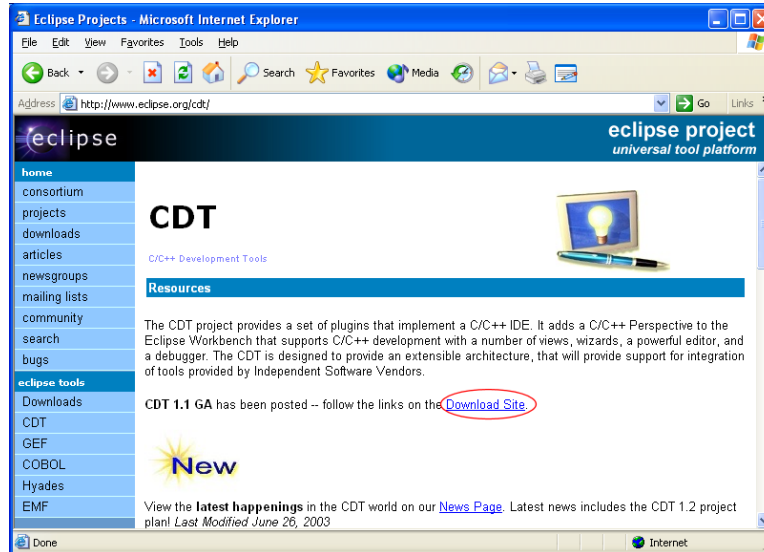 Eclipse Projects - Microsoft Internet Explorer
File Edit View Favorites Tools Help
Back Search Favorites Media
Address http://www.eclipse.org/cdt/ Go Links
eclipse
eclipse project
universal tool platform
home
consortium
projects
downloads
articles
newsgroups
mailing lists
community
search
bugs
eclipse tools
Downloads
CDT
GEF
COBOL
Hyades
EMF
CDT
C/C++ Development Tools
Resources
The CDT project provides a set of plugins that implement a C/C++ IDE. It adds a C/C++ Perspective to the
Eclipse Workbench that supports C/C++ development with a number of views, wizards, a powerful editor, and
a debugger. The CDT is designed to provide an extensible architecture, that will provide support for integration
of tools provided by Independent Software Vendors.
CDT 1.1 GA has been posted -- follow the links on the Download Site.
New
View the latest happenings in the CDT world on our News Page. Latest news includes the CDT 1.2 project
plan! Last Modified June 26, 2003
Done
Internet